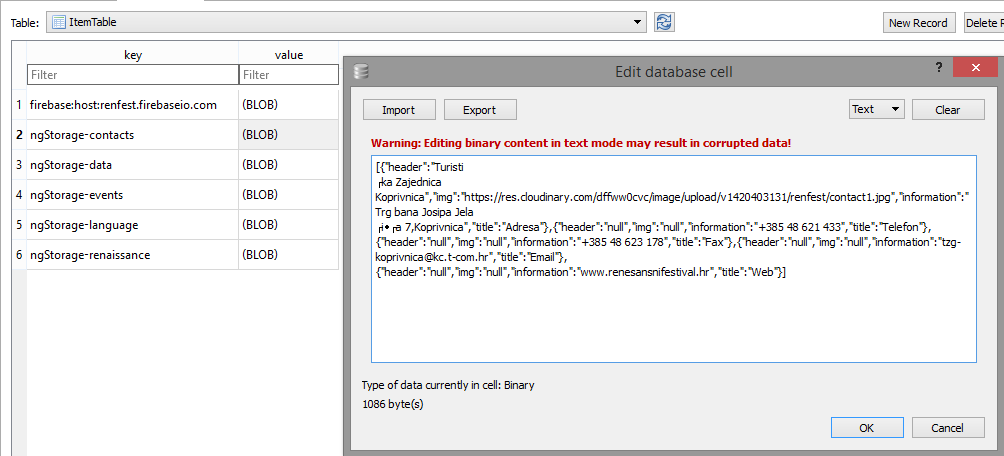 Table: ItemTable New Record Delete R
key value
Filter Filter
1 firebase:host:renfest.firebaseio.com (BLOB)
2 ngStorage-contacts (BLOB)
3 ngStorage-data (BLOB)
4 ngStorage-events (BLOB)
5 ngStorage-language (BLOB)
6 ngStorage-renaissance (BLOB)
Edit database cell ?
Import Export Text Clear
Warning: Editing binary content in text mode may result in corrupted data!
[{"header":"Turisti
┌ka Zajednica
Koprivnica","img":"https://res.cloudinary.com/dffww0cvc/image/upload/v1420403131/renfest/contact1.jpg","information":"
Trg bana Josipa Jela
┌i•┌a 7,Koprivnica","title":"Adresa"},{"header":"null","img":"null","information":"+385 48 621 433","title":"Telefon"},
{"header":"null","img":"null","information":"+385 48 623 178","title":"Fax"},{"header":"null","img":"null","information":"tzg-
koprivnica@kc.t-com.hr","title":"Email"},
{"header":"null","img":"null","information":"www.renesansnifestival.hr","title":"Web"}]
Type of data currently in cell: Binary
1086 byte(s)
OK Cancel